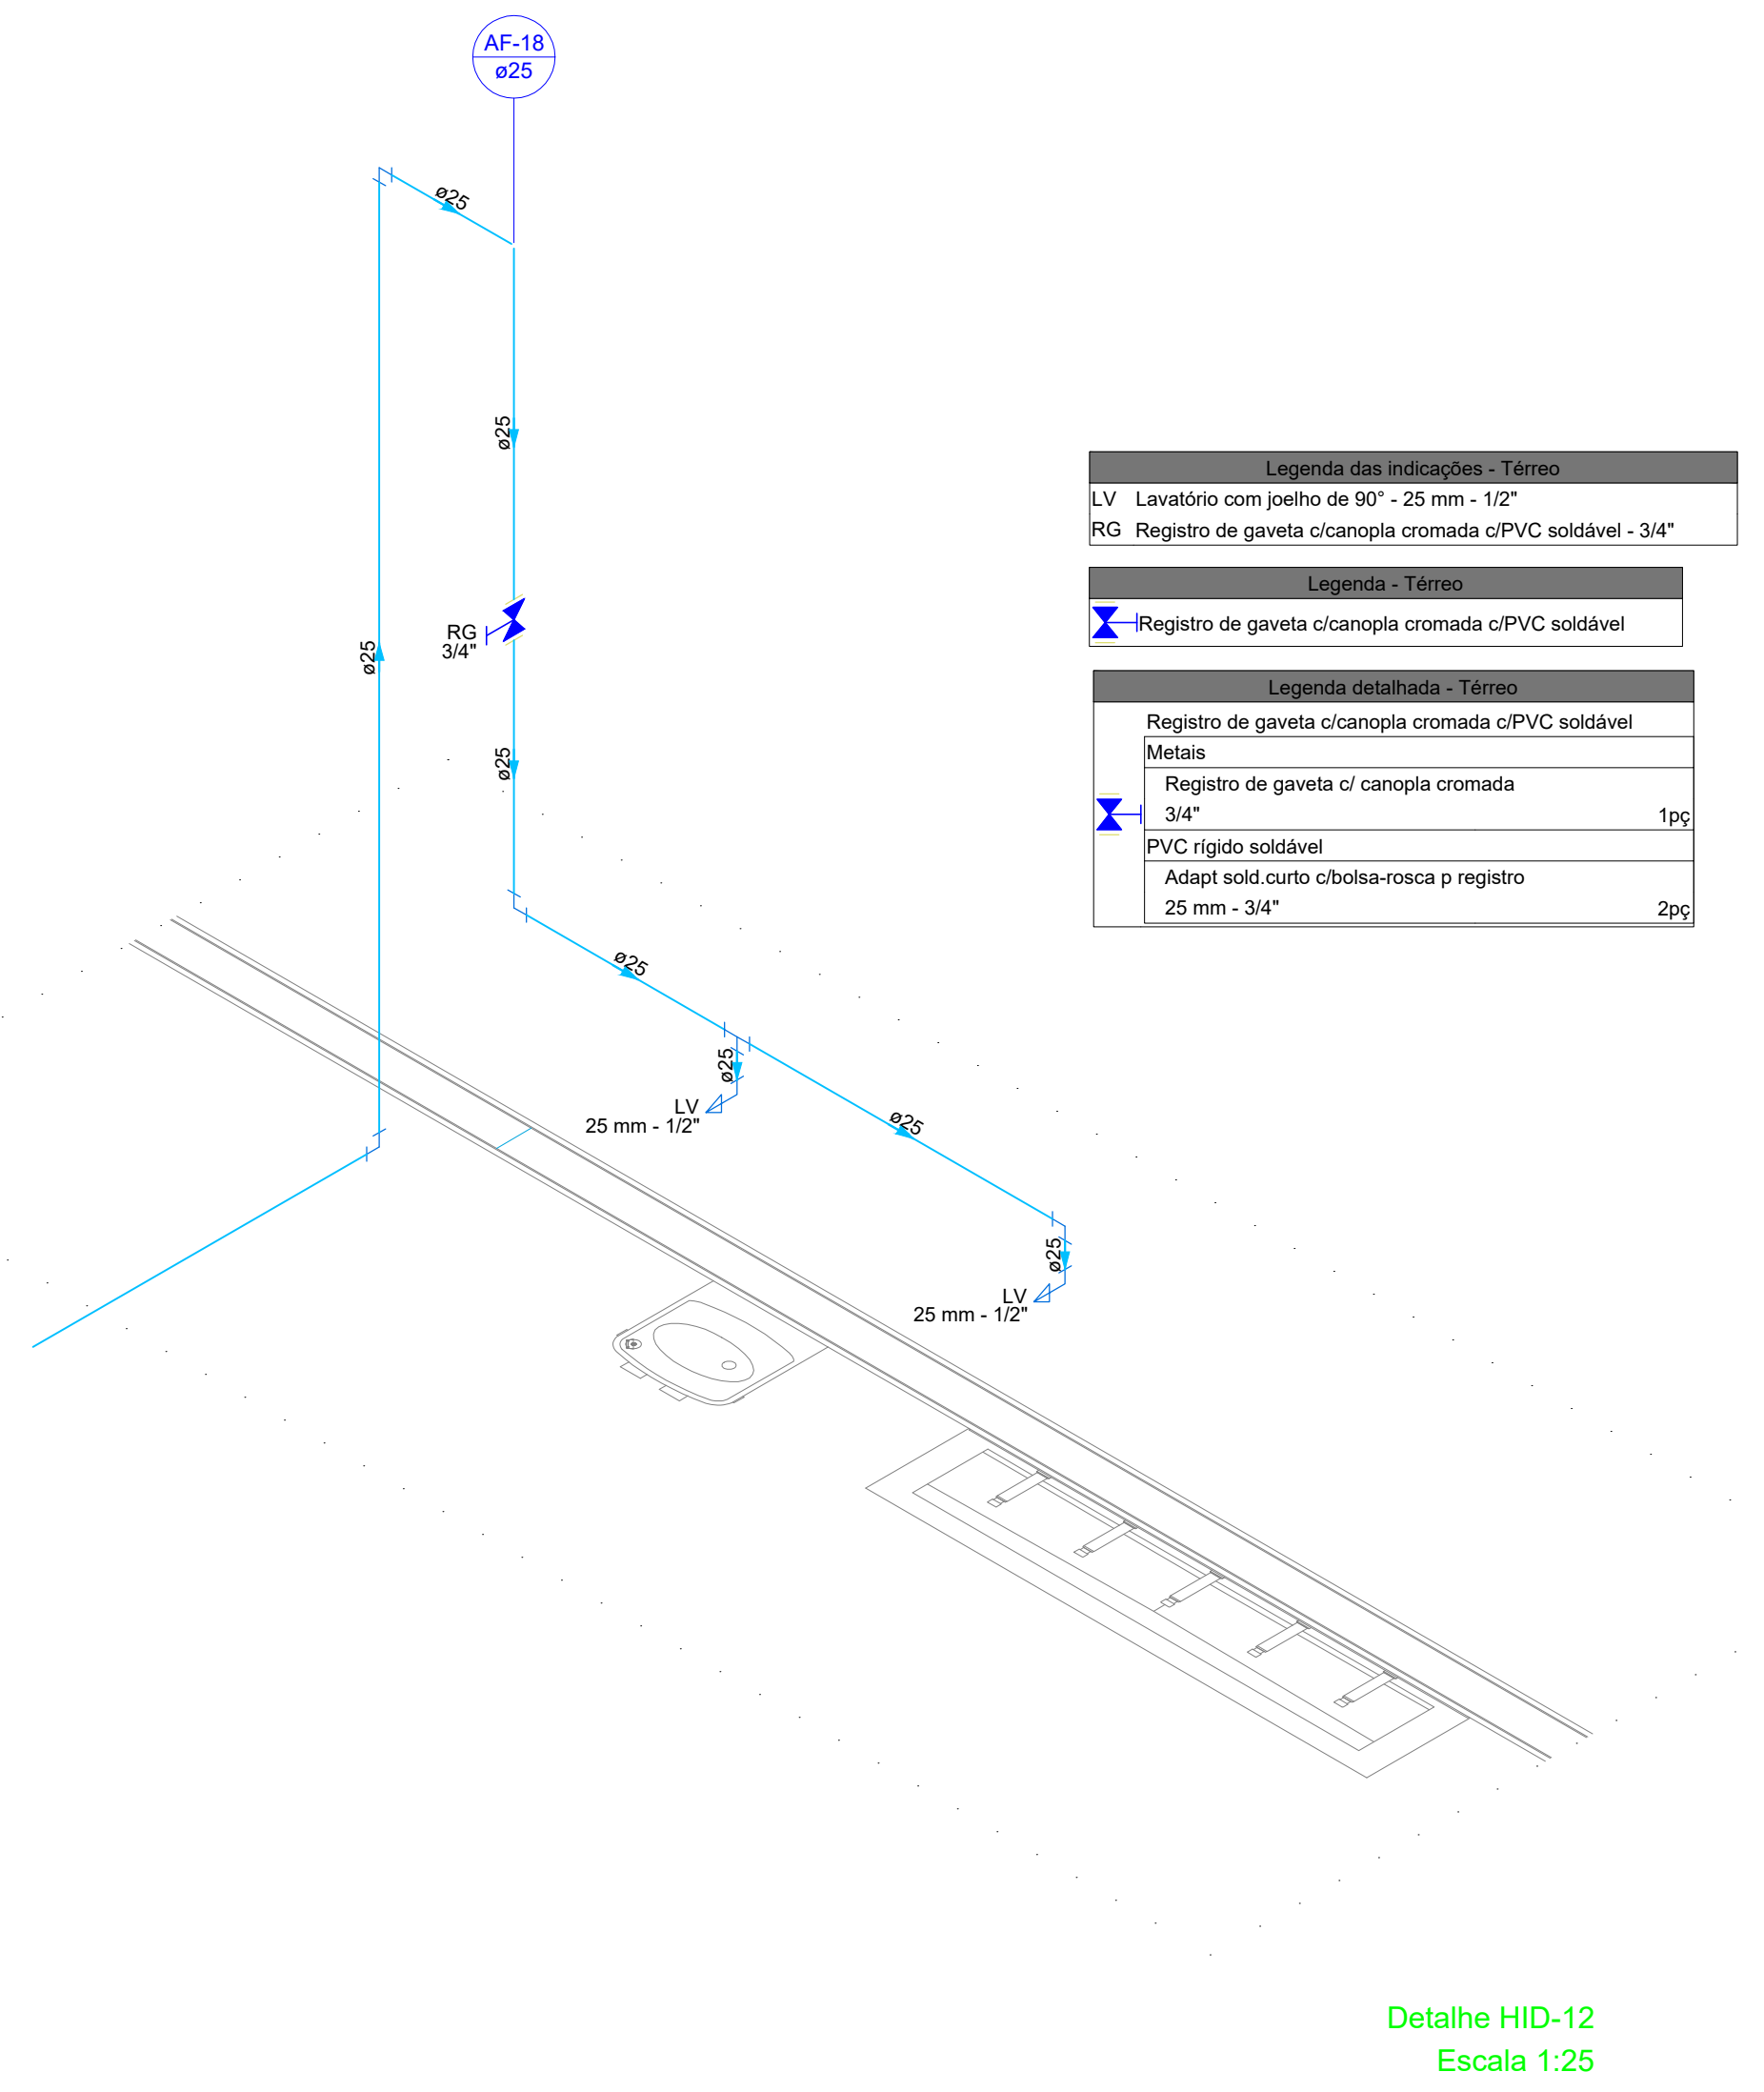 AF-18
ø25
ø25
ø25
Legenda das indicações - Térreo
LV Lavatório com joelho de 90° - 25 mm - 1/2"
RG Registro de gaveta c/canopla cromada c/PVC soldável - 3/4"
Legenda - Térreo
Registro de gaveta c/canopla cromada c/PVC soldável
RG
3/4"
ø25
Legenda detalhada - Térreo
Registro de gaveta c/canopla cromada c/PVC soldável
Metais
Registro de gaveta c/ canopla cromada
3/4" 1pç
PVC rígido soldável
Adapt sold.curto c/bolsa-rosca p registro
25 mm - 3/4" 2pç
ø25
ø25
ø25
LV
25 mm - 1/2"
ø25
ø25
LV
25 mm - 1/2"
Detalhe HID-12
Escala 1:25